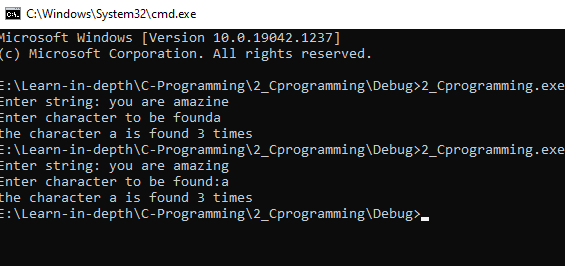 C:\Windows\System32\cmd.exe
Microsoft Windows [Version 10.0.19042.1237]
(c) Microsoft Corporation. All rights reserved.
E:\Learn-in-depth\C-Programming\2_Cprogramming\Debug>2_Cprogramming.exe
Enter string: you are amazine
Enter character to be founda
the character a is found 3 times
E:\Learn-in-depth\C-Programming\2_Cprogramming\Debug>2_Cprogramming.exe
Enter string: you are amazing
Enter character to be found:a
the character a is found 3 times
E:\Learn-in-depth\C-Programming\2_Cprogramming\Debug>